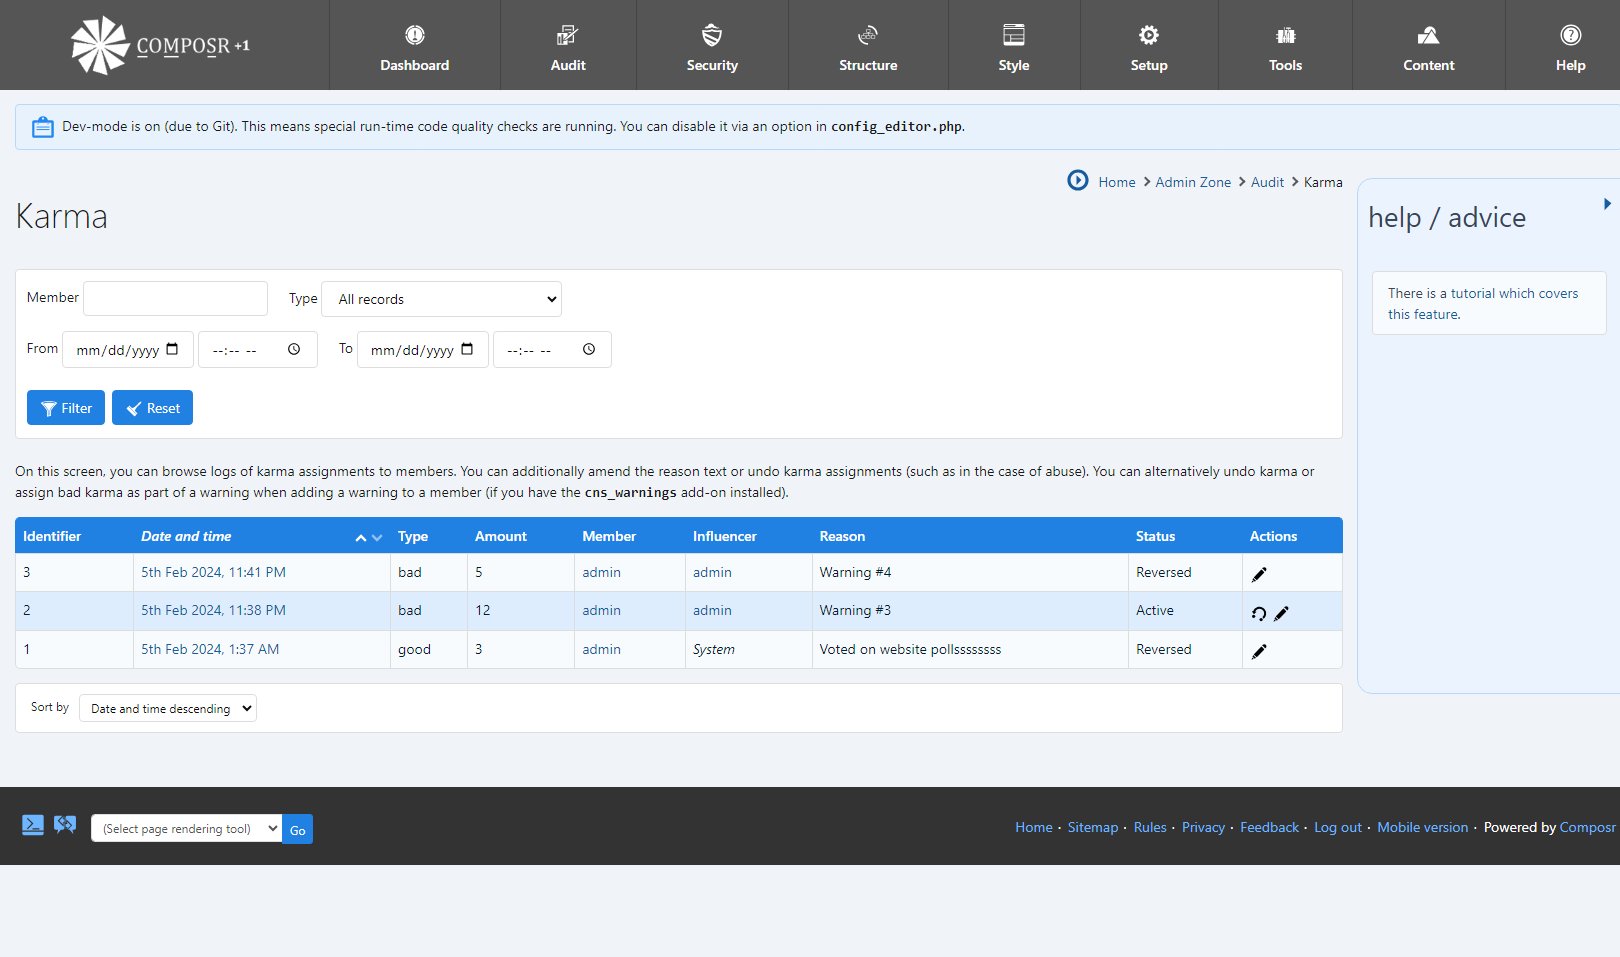 COMPOSR +1
Dashboard
Audit
Security
Structure
Style
Setup
Tools
Content
Help
Dev-mode is on (due to Git). This means special run-time code quality checks are running. You can disable it via an option in config_editor.php.
Home > Admin Zone > Audit > Karma
Karma
help / advice
There is a tutorial which covers
this feature.
Member
Type All records
From mm/dd/yyyy --:-- -- To mm/dd/yyyy --:-- --
Filter Reset
On this screen, you can browse logs of karma assignments to members. You can additionally amend the reason text or undo karma assignments (such as in the case of abuse). You can alternatively undo karma or
assign bad karma as part of a warning when adding a warning to a member (if you have the cns_warnings add-on installed).
Identifier Date and time Type Amount Member Influencer Reason Status Actions
3 5th Feb 2024, 11:41 PM bad 5 admin admin Warning #4 Reversed
2 5th Feb 2024, 11:38 PM bad 12 admin admin Warning #3 Active
1 5th Feb 2024, 1:37 AM good 3 admin System Voted on website pollssssssss Reversed
Sort by Date and time descending
(Select page rendering tool) Go
Home · Sitemap · Rules · Privacy · Feedback · Log out · Mobile version · Powered by Composr